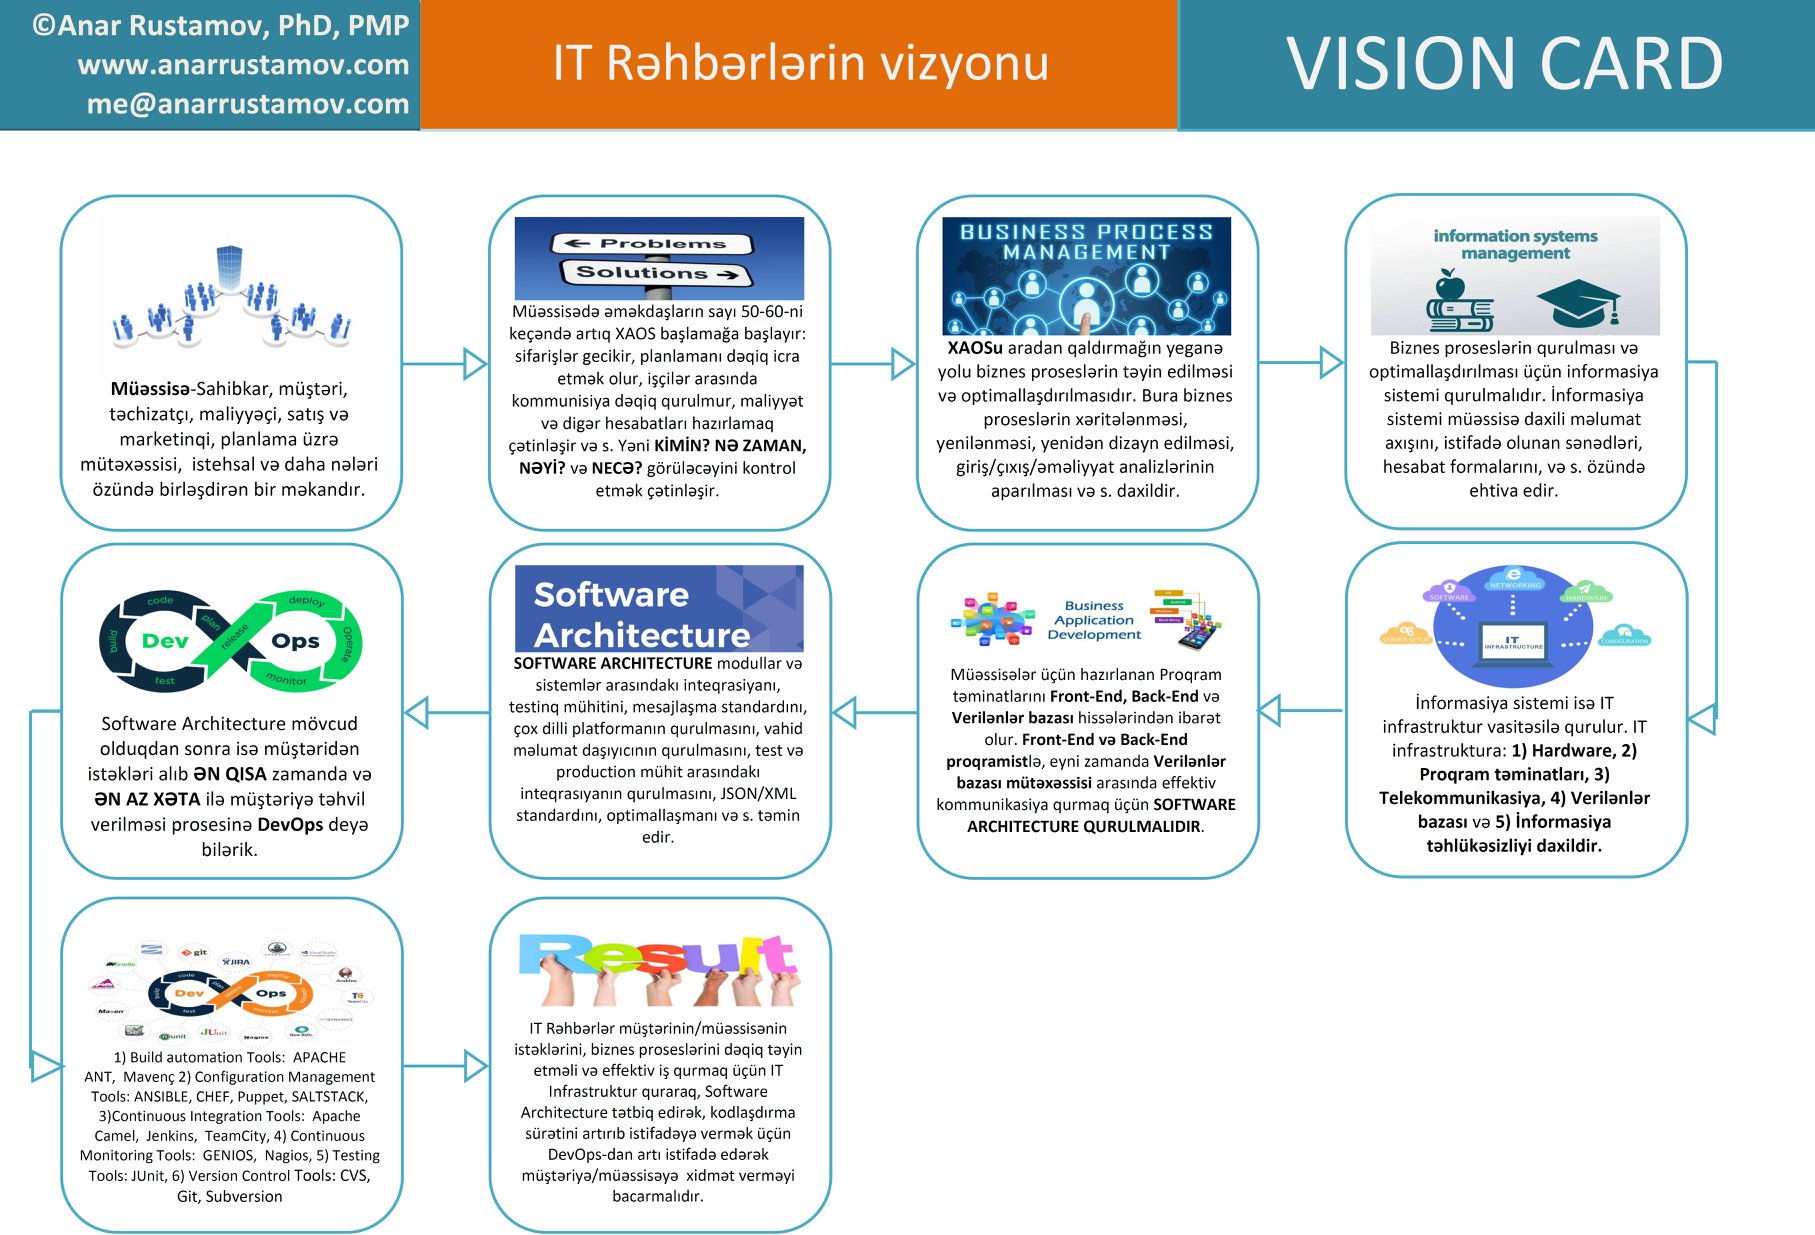 ©Anar Rustamov, PhD, PMP
www.anarrustamov.com
me@anarrustamov.com
IT Rəhbərlərin vizyonu
VISION CARD
Müəssisə-Sahibkar, müştəri,
təchizatçı, maliyyəçi, satış və
marketinqi, planlama üzrə
mütəxəssisi, istehsal və daha nələri
özündə birləşdirən bir məkandır.
Problems
Solutions
Müəssisədə əməkdaşların sayı 50-60-ni
keçəndə artıq XAOS başlamağa başlayır:
sifarişlər gecikir, planlamanı dəqiq icra
etmək olur, işçilər arasında
kommunisiya dəqiq qurulmur, maliyyət
və digər hesabatları hazırlamaq
çətinləşir və s. Yəni KİMİN? NƏ ZAMAN,
NƏYİ? və NECƏ? görüləcəyini kontrol
etmək çətinləşir.
BUSINESS PROCESS
MANAGEMENT
XAOSu aradan qaldırmağın yeganə
yolu biznes proseslərin təyin edilməsi
və optimallaşdırılmasıdır. Bura biznes
proseslərin xəritələnməsi,
yenilənməsi, yenidən dizayn edilməsi,
giriş/çıxış/əməliyyat analizlərinin
aparılması və s. daxildir.
information systems
management
Biznes proseslərin qurulması və
optimallaşdırılması üçün informasiya
sistemi qurulmalıdır. İnformasiya
sistemi müəssisə daxili məlumat
axışını, istifadə olunan sənədləri,
hesabat formalarını, və s. özündə
ehtiva edir.
SOFTWARE
NETWORKING
HARDWARE
SERVER SETUP
CONFIGURATION
IT
INFRASTRUCTURE
İnformasiya sistemi isə IT
infrastruktur vasitəsilə qurulur. IT
infrastruktura: 1) Hardware, 2)
Proqram təminatları, 3)
Telekommunikasiya, 4) Verilənlər
bazası və 5) İnformasiya
təhlükəsizliyi daxildir.
Business
Application
Development
Müəssisələr üçün hazırlanan Proqram
təminatlarını Front-End, Back-End və
Verilənlər bazası hissələrindən ibarət
olur. Front-End və Back-End
proqramistlə, eyni zamanda Verilənlər
bazası mütəxəssisi arasında effektiv
kommunikasiya qurmaq üçün SOFTWARE
ARCHITECTURE QURULMALIDIR.
Software
Architecture
SOFTWARE ARCHITECTURE modullar və
sistemlər arasındakı inteqrasiyanı,
testinq mühitini, mesajlaşma standardını,
çox dilli platformanın qurulmasını, vahid
məlumat daşıyıcının qurulmasını, test və
production mühit arasındakı
inteqrasıyanın qurulmasını, JSON/XML
standardını, optimallaşmanı və s. təmin
edir.
code
plan
build
test
Dev
release
deploy
Operate
monitor
Ops
Software Architecture mövcud
olduqdan sonra isə müştəridən
istəkləri alıb ƏN QISA zamanda və
ƏN AZ XƏTA ilə müştəriyə təhvil
verilməsi prosesinə DevOps deyə
bilərik.
git
JIRA
Jenkins
TeamCity
Maven
unit
JUnit
Nagios
New Relic
code
deploy
Dev
Ops
test
monitor
1) Build automation Tools: APACHE
ANT, Mavenç 2) Configuration Management
Tools: ANSIBLE, CHEF, Puppet, SALTSTACK,
3)Continuous Integration Tools: Apache
Camel, Jenkins, TeamCity, 4) Continuous
Monitoring Tools: GENIOS, Nagios, 5) Testing
Tools: JUnit, 6) Version Control Tools: CVS,
Git, Subversion
Result
IT Rəhbərlər müştərinin/müəssisənin
istəklərini, biznes proseslərini dəqiq təyin
etməli və effektiv iş qurmaq üçün IT
Infrastruktur quraraq, Software
Architecture tətbiq edirək, kodlaşdırma
sürətini artırıb istifadəyə vermək üçün
DevOps-dan artı istifadə edərək
müştəriyə/müəssisəyə xidmət verməyi
bacarmalıdır.